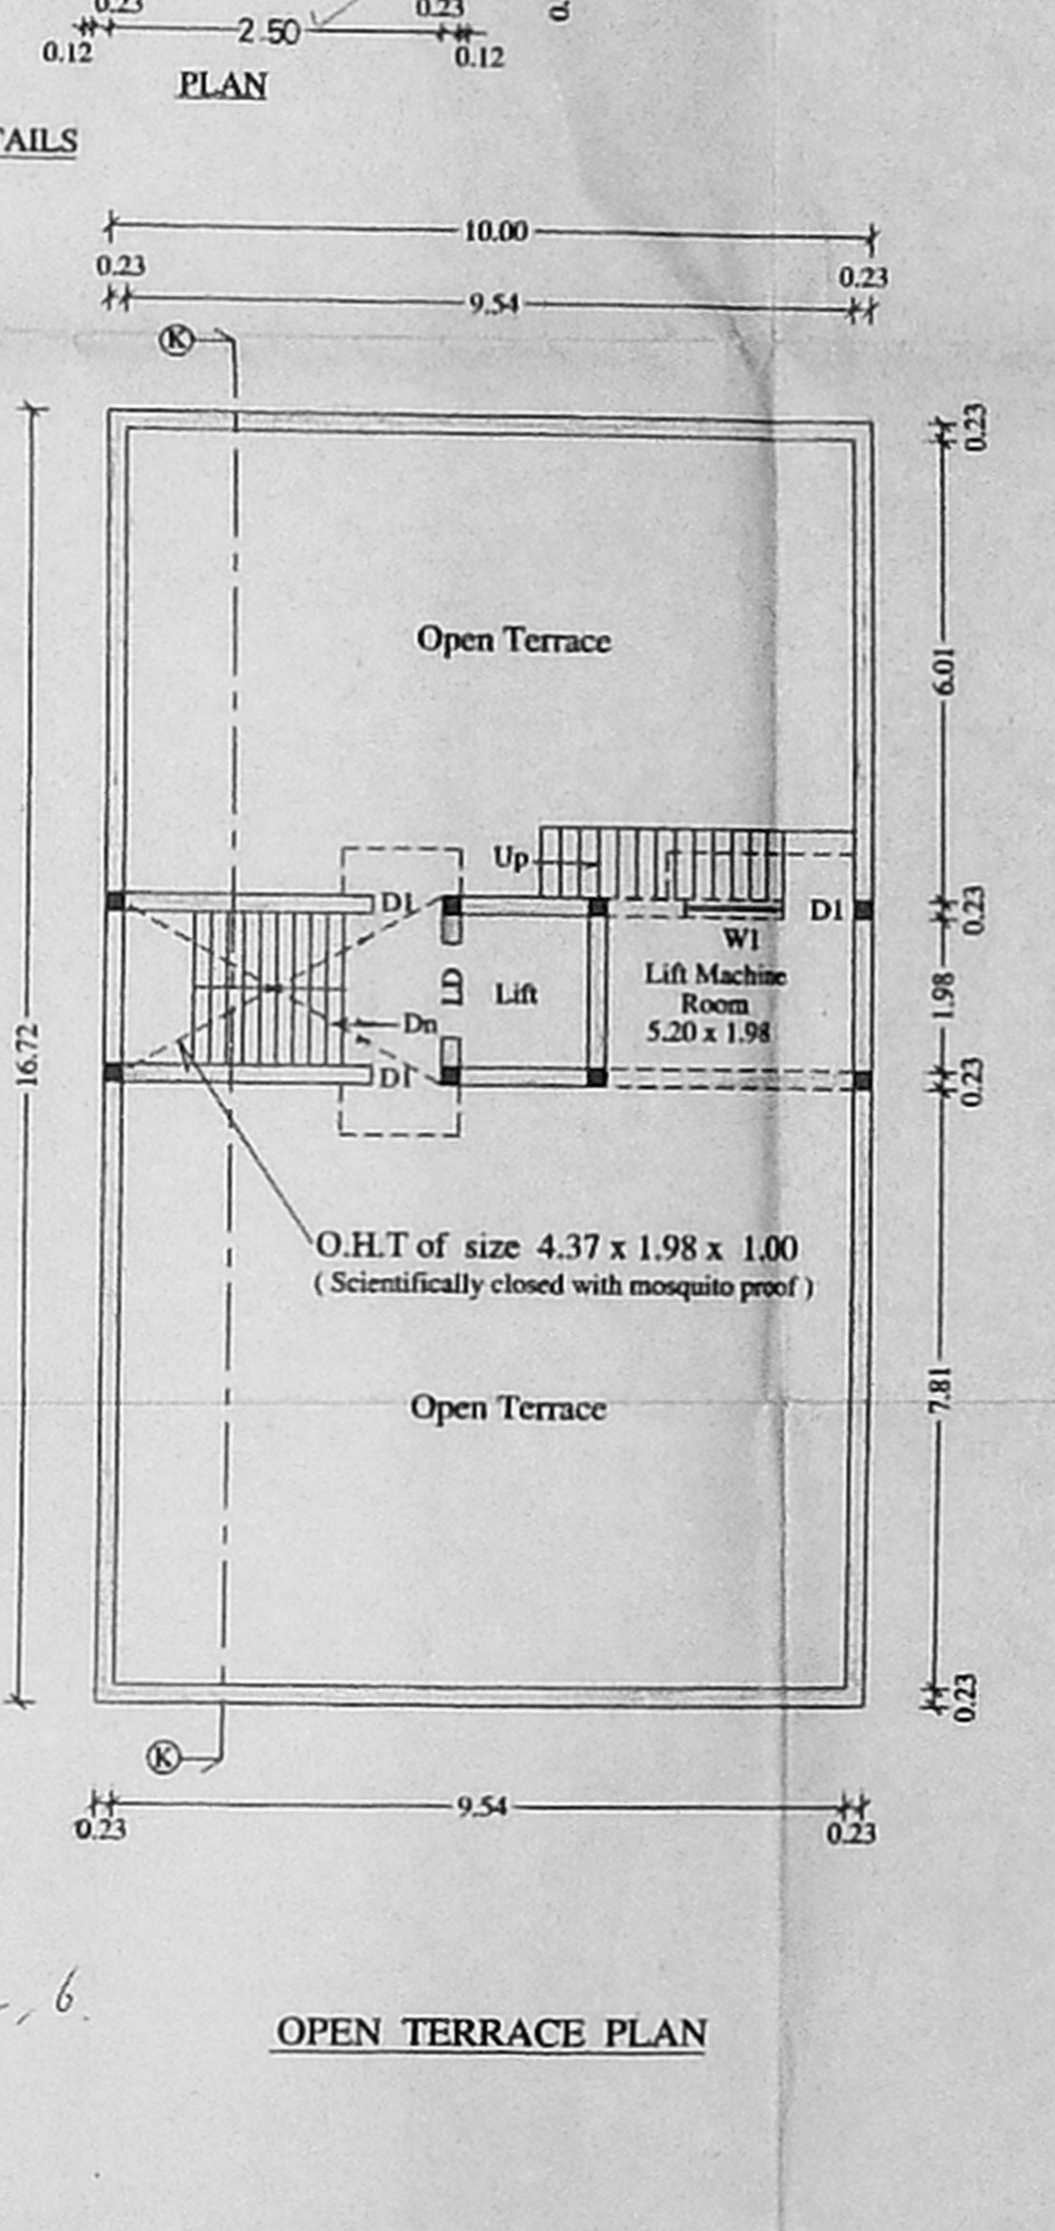 0.23
0.23
2.50
0.12
0.12
PLAN
TAILS
10.00
0.23
0.23
9.54
K
0.23
Open Terrace
6.01
Up
D1
D1
0.23
W1
Lift Machine
Room
5.20 x 1.98
LD
Lift
1.98
Dn
D1
0.23
16.72
O.H.T of size 4.37 x 1.98 x 1.00
( Scientifically closed with mosquito proof )
7.81
Open Terrace
0.23
K
9.54
0.23
0.23
6.
OPEN TERRACE PLAN